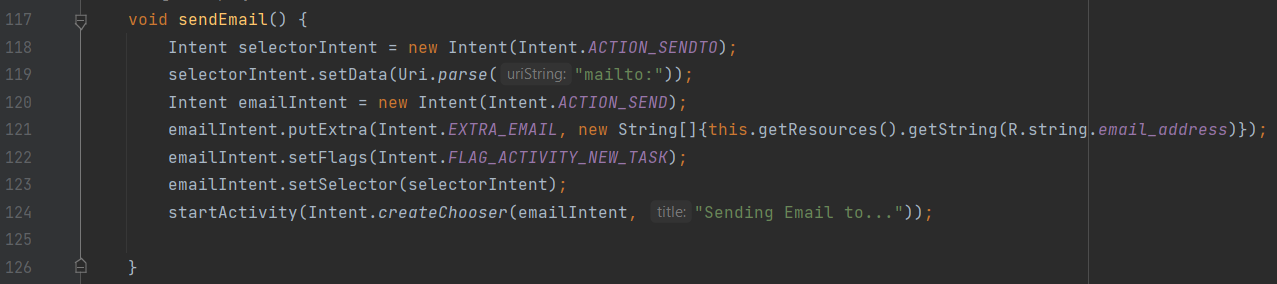 117 void sendEmail() {
118 Intent selectorIntent = new Intent(Intent.ACTION_SENDTO);
119 selectorIntent.setData(Uri.parse( uriString: "mailto:"));
120 Intent emailIntent = new Intent(Intent.ACTION_SEND);
121 emailIntent.putExtra(Intent.EXTRA_EMAIL, new String[]{this.getResources().getString(R.string.email_address)});
122 emailIntent.setFlags(Intent.FLAG_ACTIVITY_NEW_TASK);
123 emailIntent.setSelector(selectorIntent);
124 startActivity(Intent.createChooser(emailIntent, title: "Sending Email to..."));
125
126 }